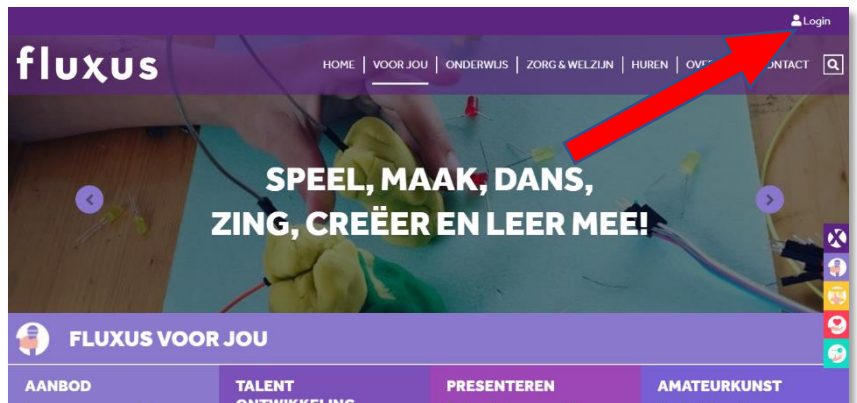 Login
fluxus
HOME | VOOR JOU | ONDERWIJS | ZORG & WELZIJN | HUREN |
SPEEL, MAAK, DANS,
ZING, CREËER EN LEER MEE!
FLUXUS VOOR JOU
AANBOD
TALENT
ONTWIKKELING
PRESENTEREN
AMATEURKUNST